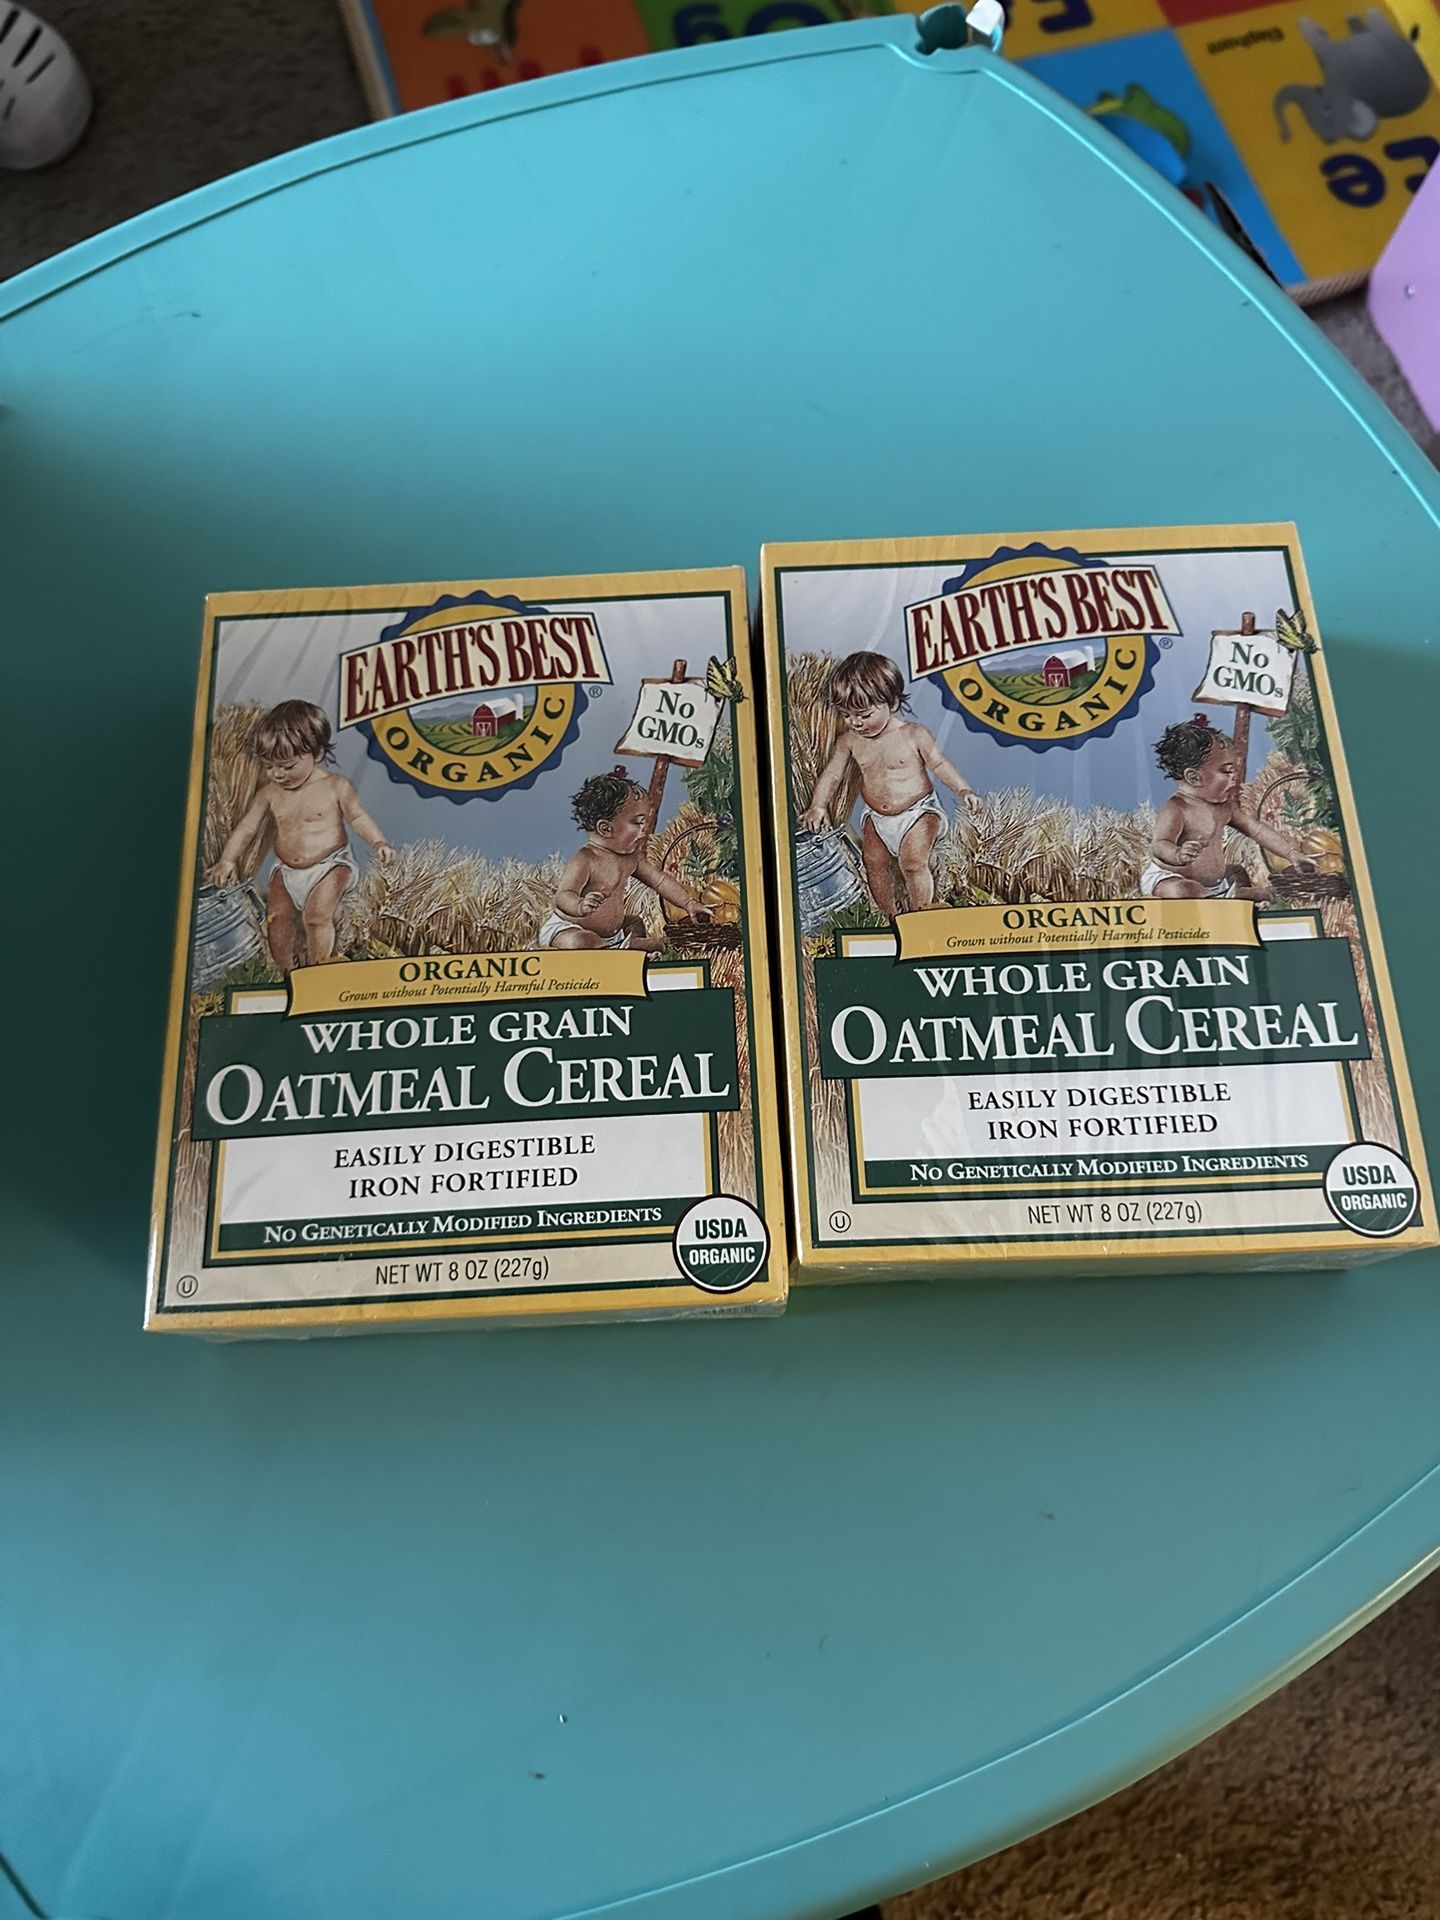 Elephant
Ee
EARTH'S BEST
®
ORGANIC
No
GMOs
ORGANIC
Grown without Potentially Harmful Pesticides
WHOLE GRAIN
OATMEAL CEREAL
EASILY DIGESTIBLE
IRON FORTIFIED
NO GENETICALLY MODIFIED INGREDIENTS
NET WT 8 OZ (227g)
U
USDA
ORGANIC
EARTH'S BEST
®
ORGANIC
No
GMOs
ORGANIC
Grown without Potentially Harmful Pesticides
WHOLE GRAIN
OATMEAL CEREAL
EASILY DIGESTIBLE
IRON FORTIFIED
NO GENETICALLY MODIFIED INGREDIENTS
NET WT 8 OZ (227g)
U
USDA
ORGANIC